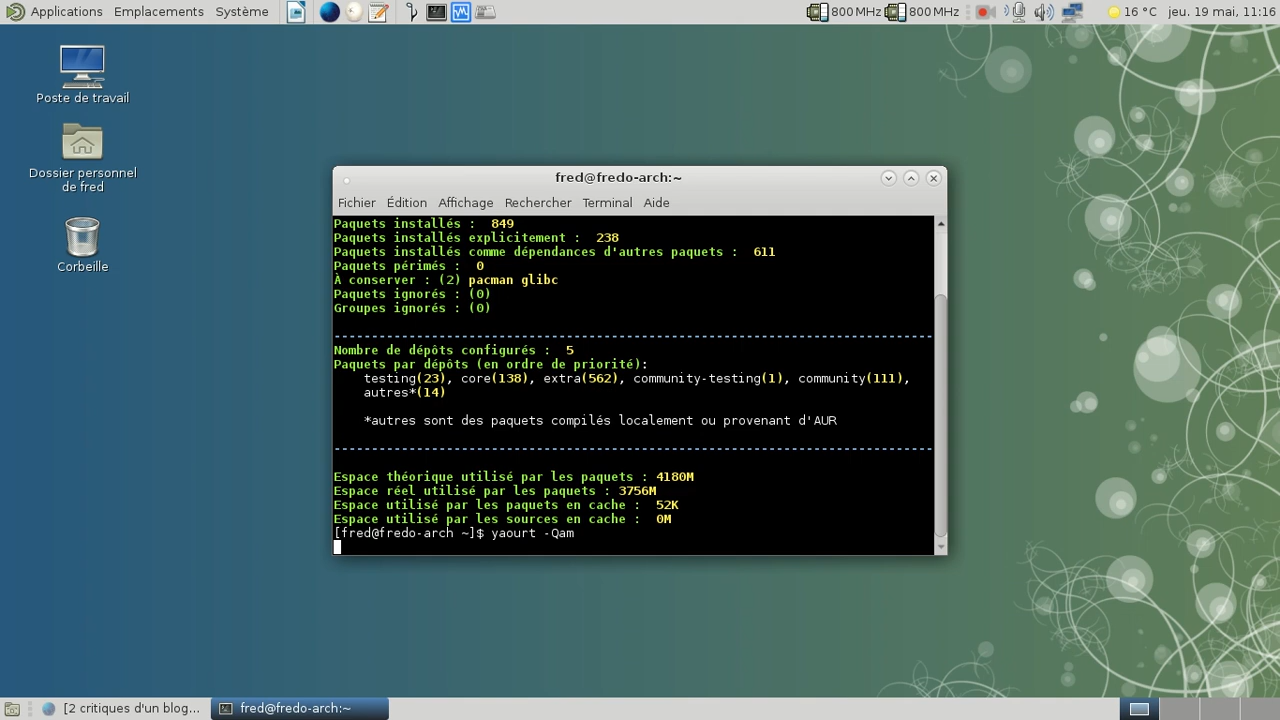 Applications Emplacements Système 800 MHz 800 MHz 16 °C jeu. 19 mai, 11:16
Poste de travail
Dossier personnel
de fred
Corbeille
fred@fredo-arch:~
Fichier Édition Affichage Rechercher Terminal Aide
Paquets installés :  849
Paquets installés explicitement :  238
Paquets installés comme dépendances d'autres paquets :  611
Paquets périmés :  0
À conserver : (2) pacman glibc
Paquets ignorés : (0)
Groupes ignorés : (0)
--------------------------------------------------------------------------------
Nombre de dépôts configurés :  5
Paquets par dépôts (en ordre de priorité):
testing(23), core(138), extra(562), community-testing(1), community(111),
autres*(14)
*autres sont des paquets compilés localement ou provenant d'AUR
--------------------------------------------------------------------------------
Espace théorique utilisé par les paquets : 4180M
Espace réel utilisé par les paquets : 3756M
Espace utilisé par les paquets en cache :  52K
Espace utilisé par les sources en cache :  0M
[fred@fredo-arch ~]$ yaourt -Qam
[2 critiques d'un blog... fred@fredo-arch:~